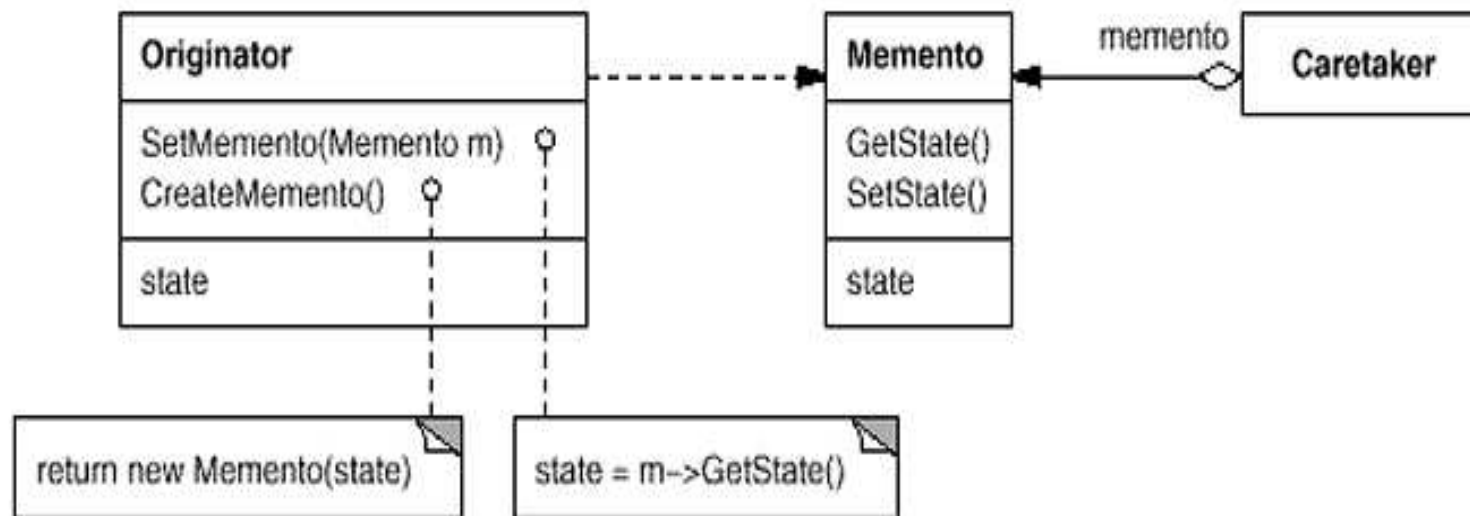 Originator
SetMemento(Memento m)
CreateMemento()
state
Memento
GetState()
SetState()
state
memento
Caretaker
return new Memento(state)
state = m->GetState()